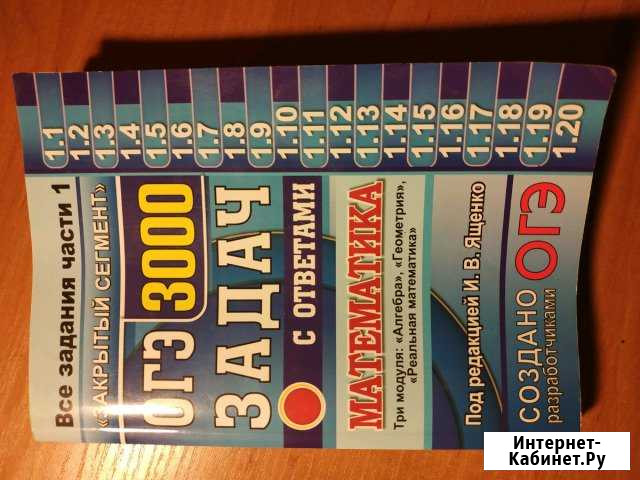 Все задания части 1
«ЗАКРЫТЫЙ СЕГМЕНТ»
ОГЭ 3000
ЗАДАЧ
С ОТВЕТАМИ
МАТЕМАТИКА
Три модуля: «Алгебра», «Геометрия»,
«Реальная математика»
Под редакцией И. В. Ященко
СОЗДАНО
разработчиками
ОГЭ
1.1
1.2
1.3
1.4
1.5
1.6
1.7
1.8
1.9
1.10
1.11
1.12
1.13
1.14
1.15
1.16
1.17
1.18
1.19
1.20
Интернет-
Кабинет.Ру